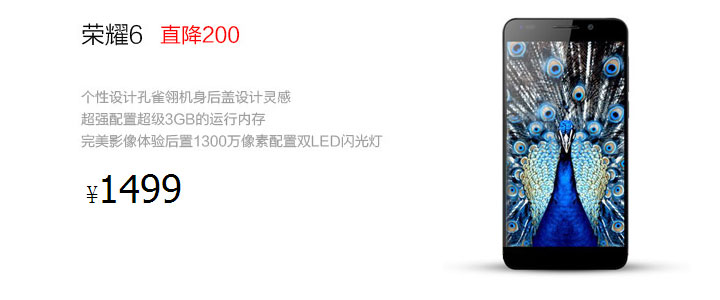 荣耀6 直降200
个性设计孔雀翎机身后盖设计灵感
超强配置超级3GB的运行内存
完美影像体验后置1300万像素配置双LED闪光灯
¥1499